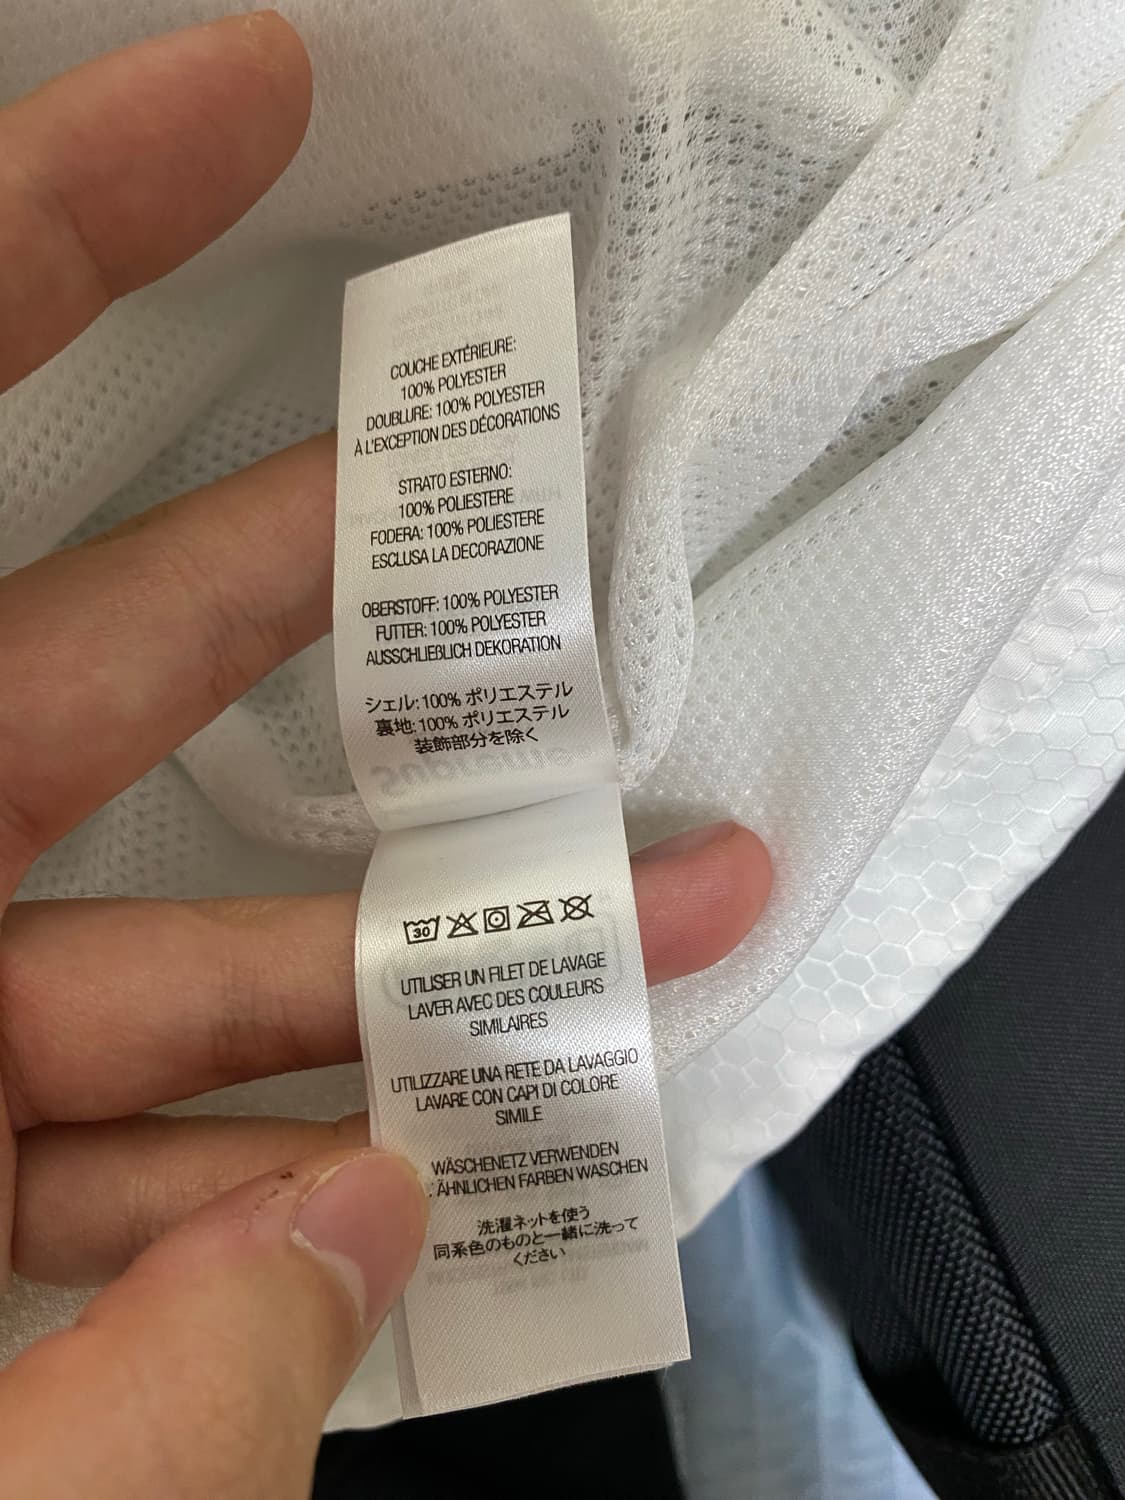 COUCHE EXTÉRIEURE:
100% POLYESTER
DOUBLURE: 100% POLYESTER
À L'EXCEPTION DES DÉCORATIONS
STRATO ESTERNO:
100% POLIESTERE
FODERA: 100% POLIESTERE
ESCLUSA LA DECORAZIONE
OBERSTOFF: 100% POLYESTER
FUTTER: 100% POLYESTER
AUSSCHLIEBLICH DEKORATION
シェル: 100% ポリエステル
裏地: 100% ポリエステル
装飾部分を除く
Supreme
30
UTILISER UN FILET DE LAVAGE
LAVER AVEC DES COULEURS
SIMILAIRES
UTILIZZARE UNA RETE DA LAVAGGIO
LAVARE CON CAPI DI COLORE
SIMILE
WÄSCHENETZ VERWENDEN
ÄHNLICHEN FARBEN WASCHEN
洗濯ネットを使う
同系色のものと一緒に洗って
ください